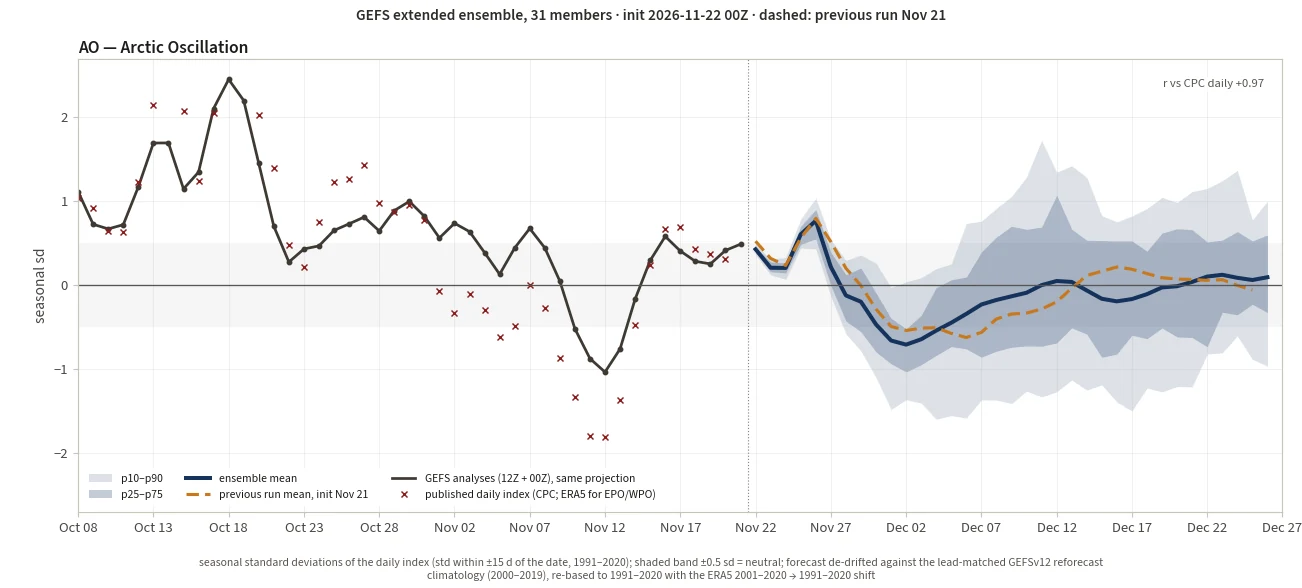 GEFS extended ensemble, 31 members · init 2026-11-22 00Z · dashed: previous run Nov 21
AO — Arctic Oscillation
r vs CPC daily +0.97
seasonal sd
2
1
0
−1
−2
p10–p90
p25–p75
ensemble mean
previous run mean, init Nov 21
GEFS analyses (12Z + 00Z), same projection
published daily index (CPC; ERA5 for EPO/WPO)
Oct 08 Oct 13 Oct 18 Oct 23 Oct 28 Nov 02 Nov 07 Nov 12 Nov 17 Nov 22 Nov 27 Dec 02 Dec 07 Dec 12 Dec 17 Dec 22 Dec 27
seasonal standard deviations of the daily index (std within ±15 d of the date, 1991–2020); shaded band ±0.5 sd = neutral; forecast de-drifted against the lead-matched GEFSv12 reforecast
climatology (2000–2019), re-based to 1991–2020 with the ERA5 2001–2020 → 1991–2020 shift